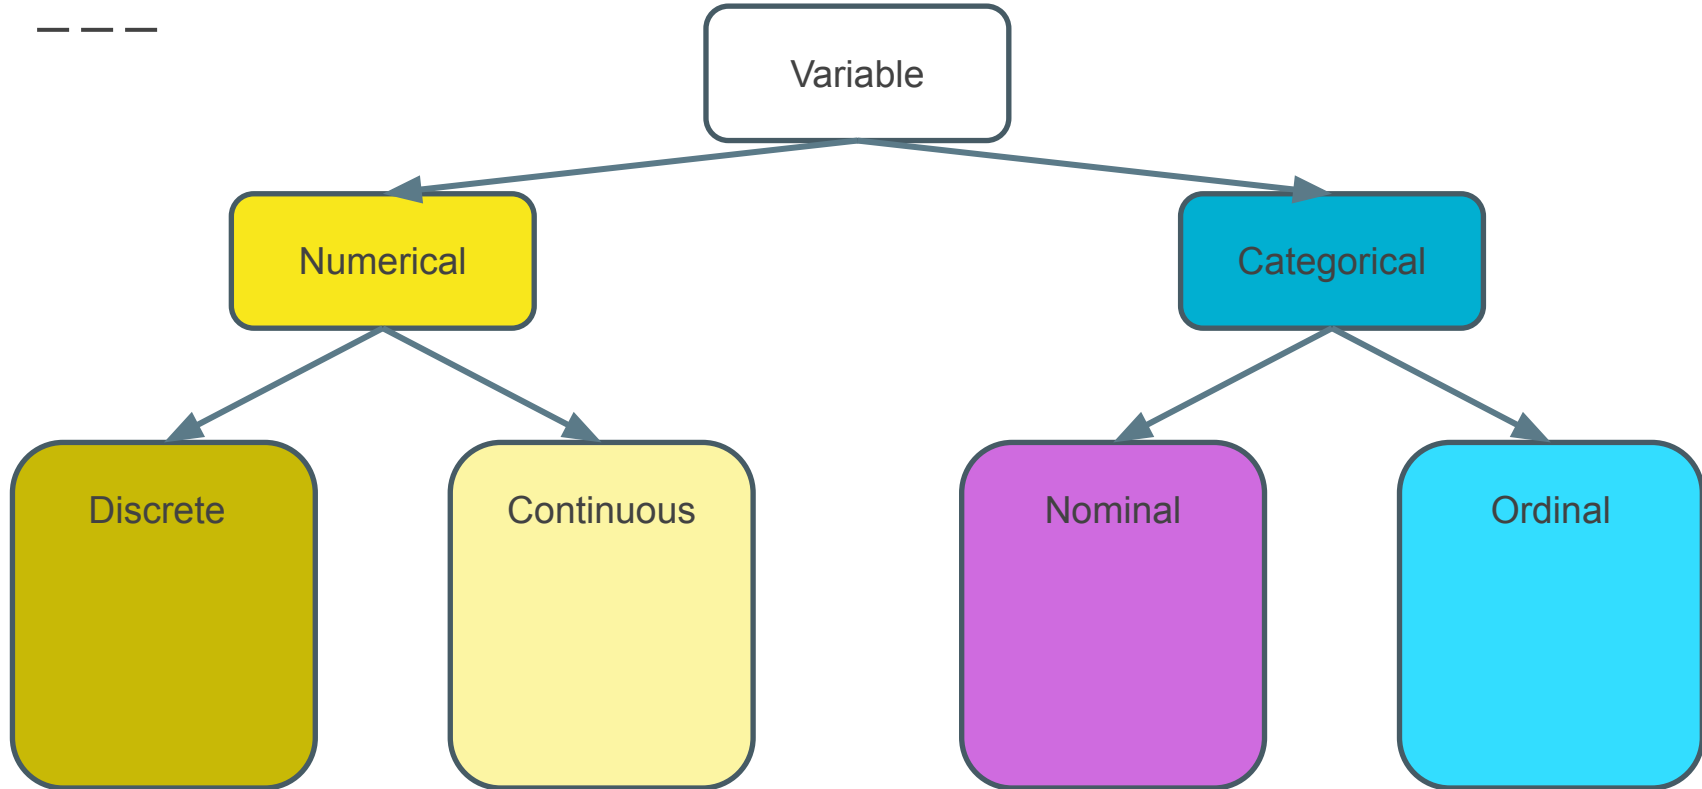 Variable
Numerical
Categorical
Discrete
Continuous
Nominal
Ordinal